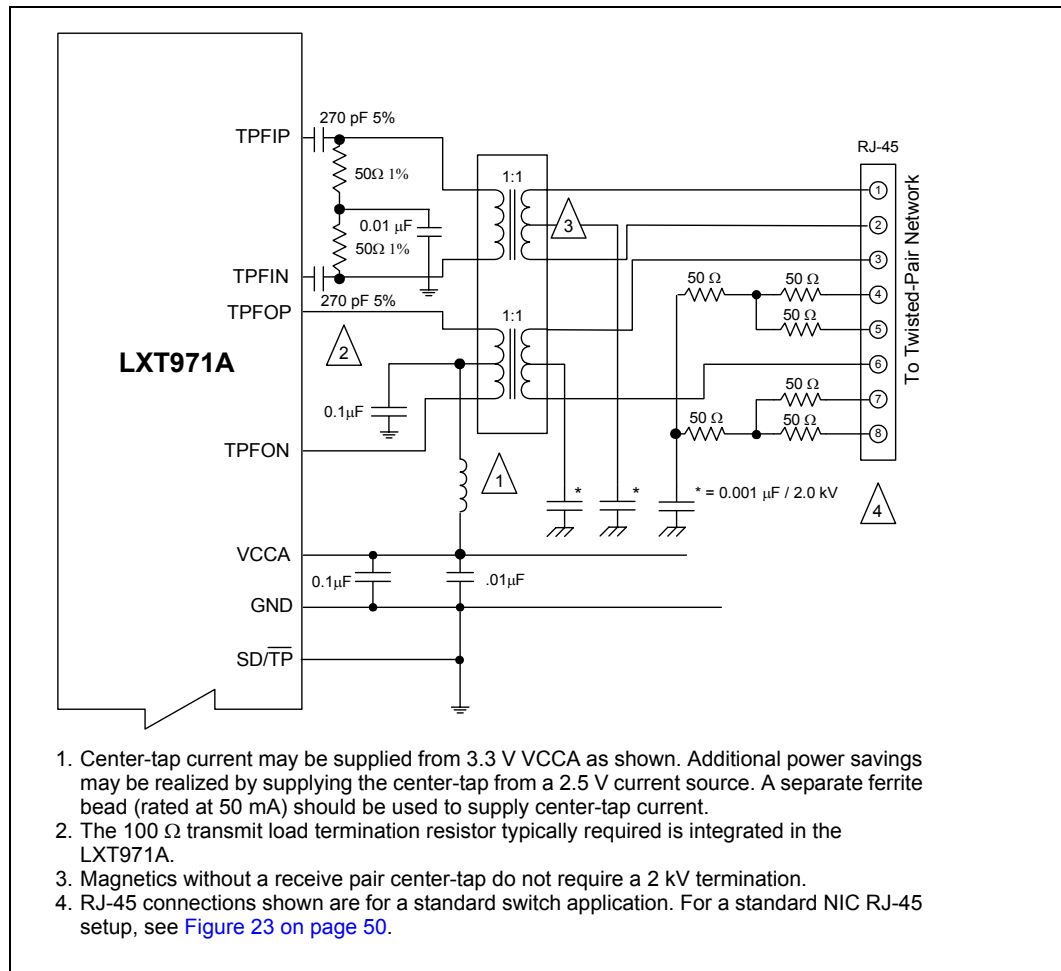 RJ-45
270 pF 5%
TPFIP
1:1
1
50Ω 1%
3
2
0.01 μF
50Ω 1%
To Twisted-Pair Network
3
TPFIN
50 Ω
50 Ω
4
270 pF 5%
TPFOP
50 Ω
5
1:1
2
LXT971A
6
50 Ω
7
0.1μF
50 Ω
50 Ω
8
TPFON
1
*
*
* = 0.001 μF / 2.0 kV
4
VCCA
0.1μF
.01μF
GND
SD/T̅P̅
1. Center-tap current may be supplied from 3.3 V VCCA as shown. Additional power savings
may be realized by supplying the center-tap from a 2.5 V current source. A separate ferrite
bead (rated at 50 mA) should be used to supply center-tap current.
2. The 100 Ω transmit load termination resistor typically required is integrated in the
LXT971A.
3. Magnetics without a receive pair center-tap do not require a 2 kV termination.
4. RJ-45 connections shown are for a standard switch application. For a standard NIC RJ-45
setup, see Figure 23 on page 50.